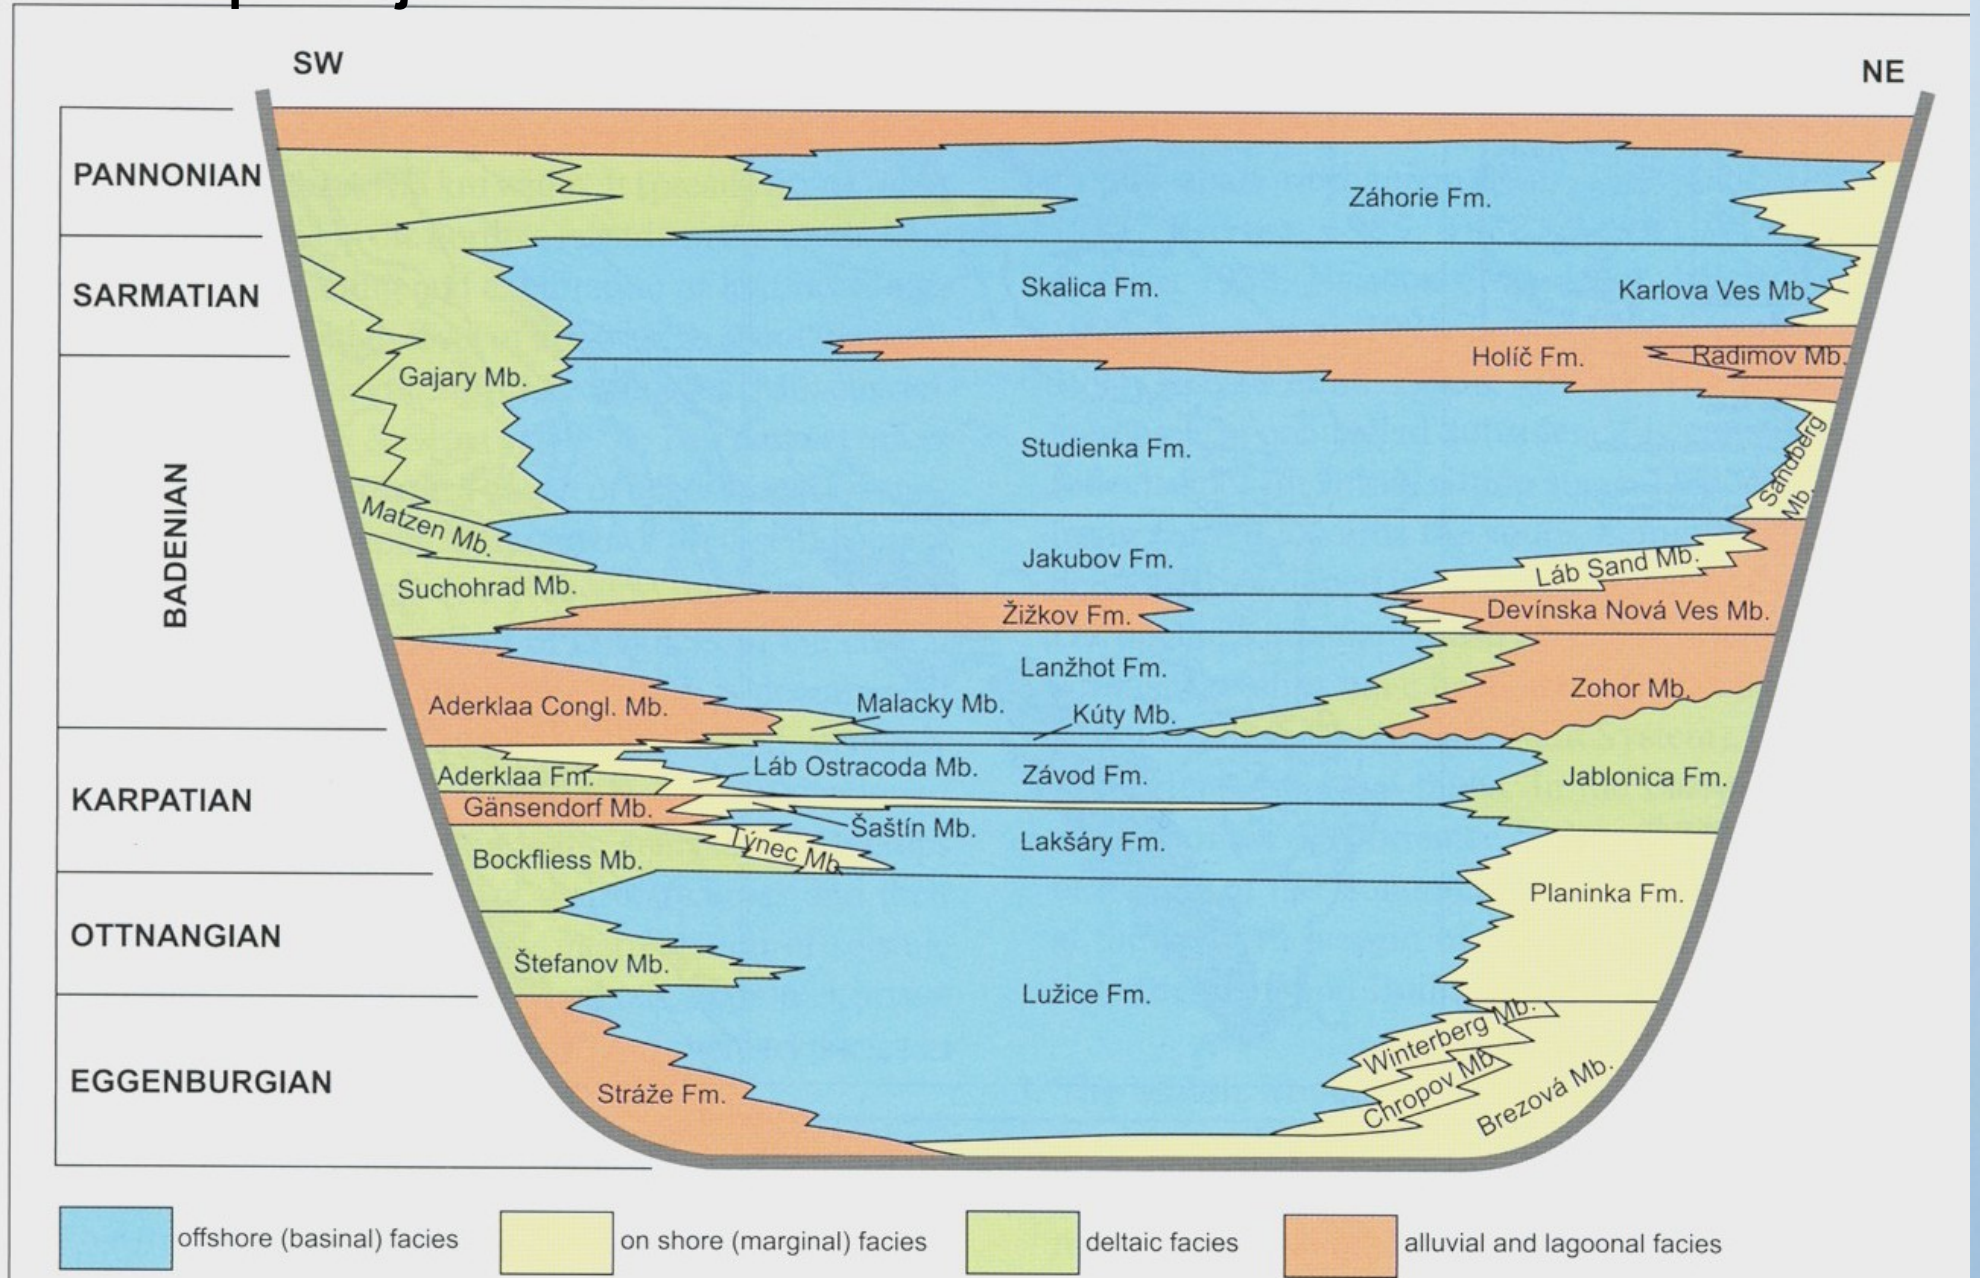 SW
NE
PANNONIAN
Záhorie Fm.
SARMATIAN
Skalica Fm.
Karlova Ves Mb.
Holíč Fm.
Radimov Mb.
Gajary Mb.
BADENIAN
Studienka Fm.
Sandberg
Mb.
Matzen Mb.
Jakubov Fm.
Láb Sand Mb.
Suchohrad Mb.
Žižkov Fm.
Devínska Nová Ves Mb.
Lanžhot Fm.
Zohor Mb.
Aderklaa Congl. Mb.
Malacky Mb.
Kúty Mb.
KARPATIAN
Aderklaa Fm.
Láb Ostracoda Mb.
Závod Fm.
Jablonica Fm.
Gänsendorf Mb.
Šaštín Mb.
Týnec Mb.
Lakšáry Fm.
Bockfliess Mb.
Planinka Fm.
OTTNANGIAN
Štefanov Mb.
Lužice Fm.
Winterberg Mb.
EGGENBURGIAN
Stráže Fm.
Chropov Mb.
Brezová Mb.
offshore (basinal) facies
on shore (marginal) facies
deltaic facies
alluvial and lagoonal facies